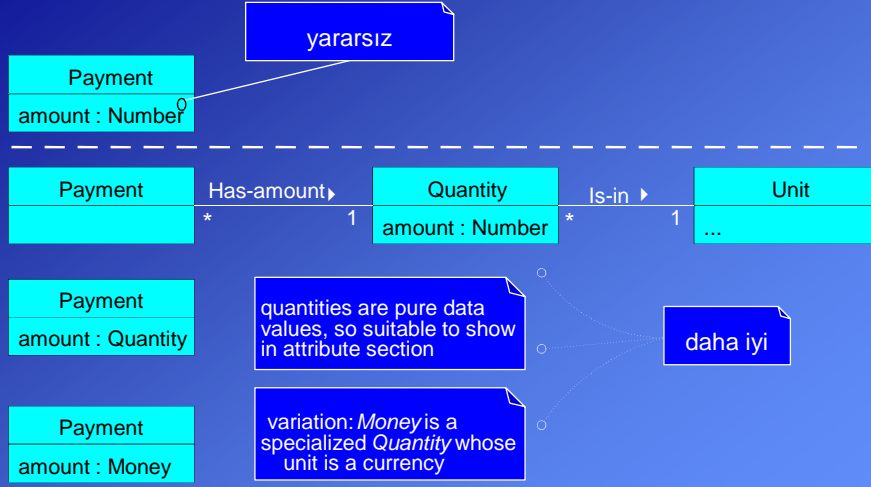 yararsız
Payment
amount : Number
Payment
Has-amount
*
1
Quantity
amount : Number
Is-in
*
1
Unit
...
Payment
amount : Quantity
quantities are pure data
values, so suitable to show
in attribute section
daha iyi
Payment
amount : Money
variation: Money is a
specialized Quantity whose
unit is a currency